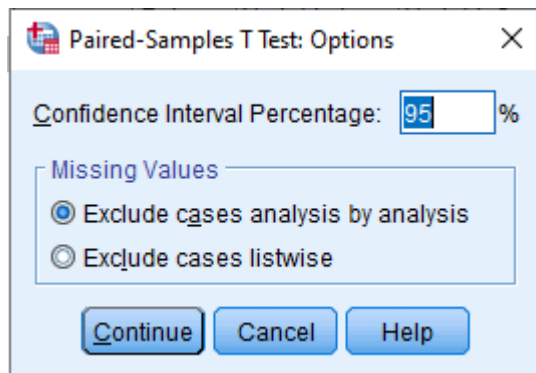 Paired-Samples T Test: Options
Confidence Interval Percentage: 95 %
Missing Values
Exclude cases analysis by analysis
Exclude cases listwise
Continue Cancel Help